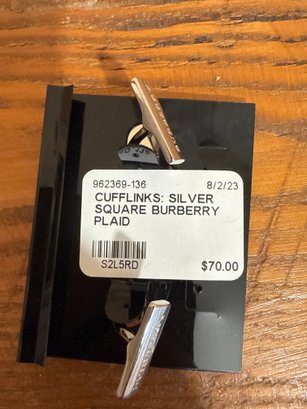 962369-136 8/2/23
CUFFLINKS: SILVER
SQUARE BURBERRY
PLAID
S2L5RD $70.00